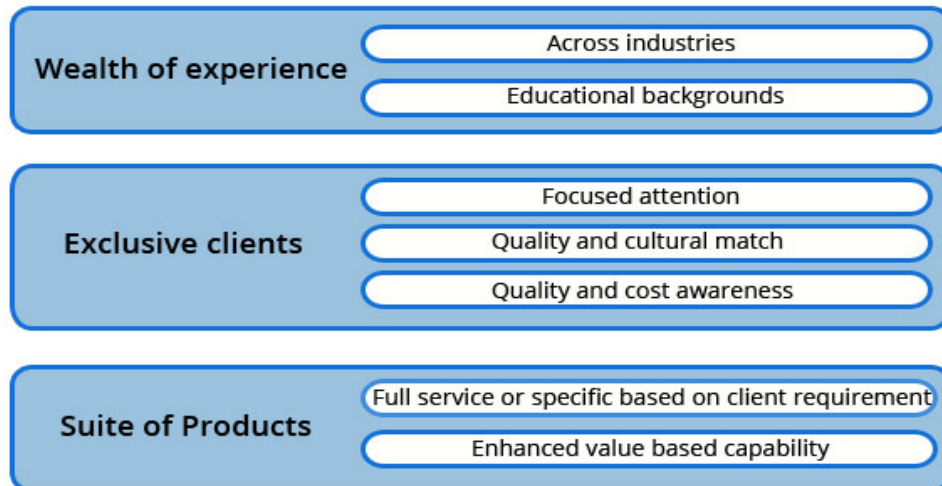 Wealth of experience
Across industries
Educational backgrounds
Exclusive clients
Focused attention
Quality and cultural match
Quality and cost awareness
Suite of Products
Full service or specific based on client requirement
Enhanced value based capability